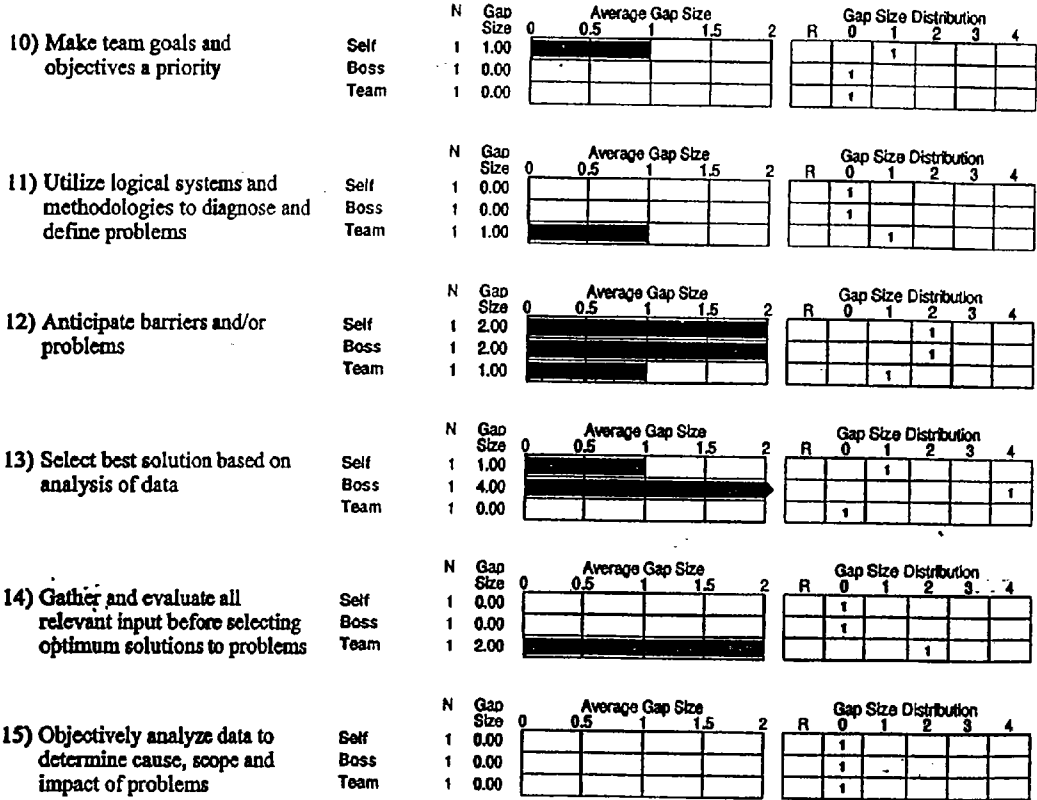 N Gap Average Gap Size Gap Size Distribution
Size 0 0.5 1 1.5 2 R 0 1 2 3 4
10) Make team goals and Self 1 1.00 1
objectives a priority Boss 1 0.00 1
Team 1 0.00 1
N Gap Average Gap Size Gap Size Distribution
Size 0 0.5 1 1.5 2 R 0 1 2 3 4
11) Utilize logical systems and Self 1 0.00 1
methodologies to diagnose and Boss 1 0.00 1
define problems Team 1 1.00 1
N Gap Average Gap Size Gap Size Distribution
Size 0 0.5 1 1.5 2 R 0 1 2 3 4
12) Anticipate barriers and/or Self 1 2.00 1
problems Boss 1 2.00 1
Team 1 1.00 1
N Gap Average Gap Size Gap Size Distribution
Size 0 0.5 1 1.5 2 R 0 1 2 3 4
13) Select best solution based on Self 1 1.00 1
analysis of data Boss 1 4.00 1
Team 1 0.00 1
N Gap Average Gap Size Gap Size Distribution
Size 0 0.5 1 1.5 2 R 0 1 2 3 4
14) Gather and evaluate all Self 1 0.00 1
relevant input before selecting Boss 1 0.00 1
optimum solutions to problems Team 1 2.00 1
N Gap Average Gap Size Gap Size Distribution
Size 0 0.5 1 1.5 2 R 0 1 2 3 4
15) Objectively analyze data to Self 1 0.00 1
determine cause, scope and Boss 1 0.00 1
impact of problems Team 1 0.00 1